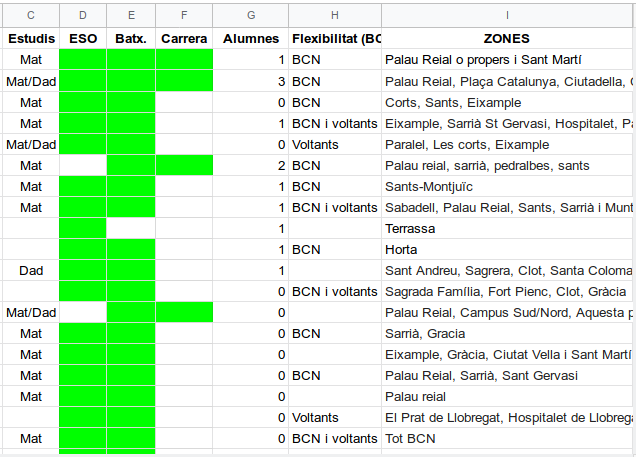 C D E F G H I
Estudis ESO Batx. Carrera Alumnes Flexibilitat (BC ZONES
Mat 1 BCN Palau Reial o propers i Sant Martí
Mat/Dad 3 BCN Palau Reial, Plaça Catalunya, Ciutadella,
Mat 0 BCN Corts, Sants, Eixample
Mat 1 BCN i voltants Eixample, Sarrià St Gervasi, Hospitalet,
Mat/Dad 0 Voltants Paralel, Les corts, Eixample
Mat 2 BCN Palau reial, sarrià, pedralbes, sants
Mat 1 BCN Sants-Montjuïc
Mat 1 BCN i voltants Sabadell, Palau Reial, Sants, Sarrià i Munt
1 Terrassa
1 BCN Horta
Dad 1 Sant Andreu, Sagrera, Clot, Santa Coloma
0 BCN i voltants Sagrada Família, Fort Pienc, Clot, Gràcia
Mat/Dad 0 Palau Reial, Campus Sud/Nord, Aquesta p
Mat 0 BCN Sarrià, Gracia
Mat 0 Eixample, Gràcia, Ciutat Vella i Sant Martí
Mat 0 BCN Palau Reial, Sarrià, Sant Gervasi
Mat 0 Palau reial
0 Voltants El Prat de Llobregat, Hospitalet de Llobrega
Mat 0 BCN i voltants Tot BCN